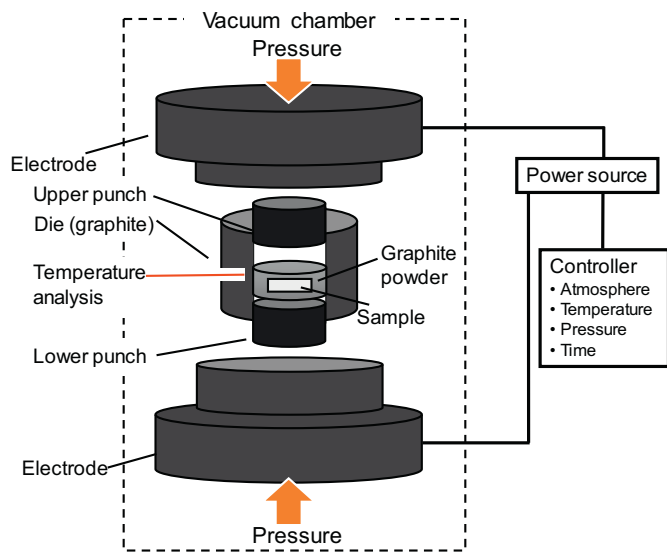 Vacuum chamber
Pressure
Electrode
Upper punch
Die (graphite)
Temperature
analysis
Lower punch
Electrode
Graphite
powder
Sample
Pressure
Power source
Controller
• Atmosphere
• Temperature
• Pressure
• Time